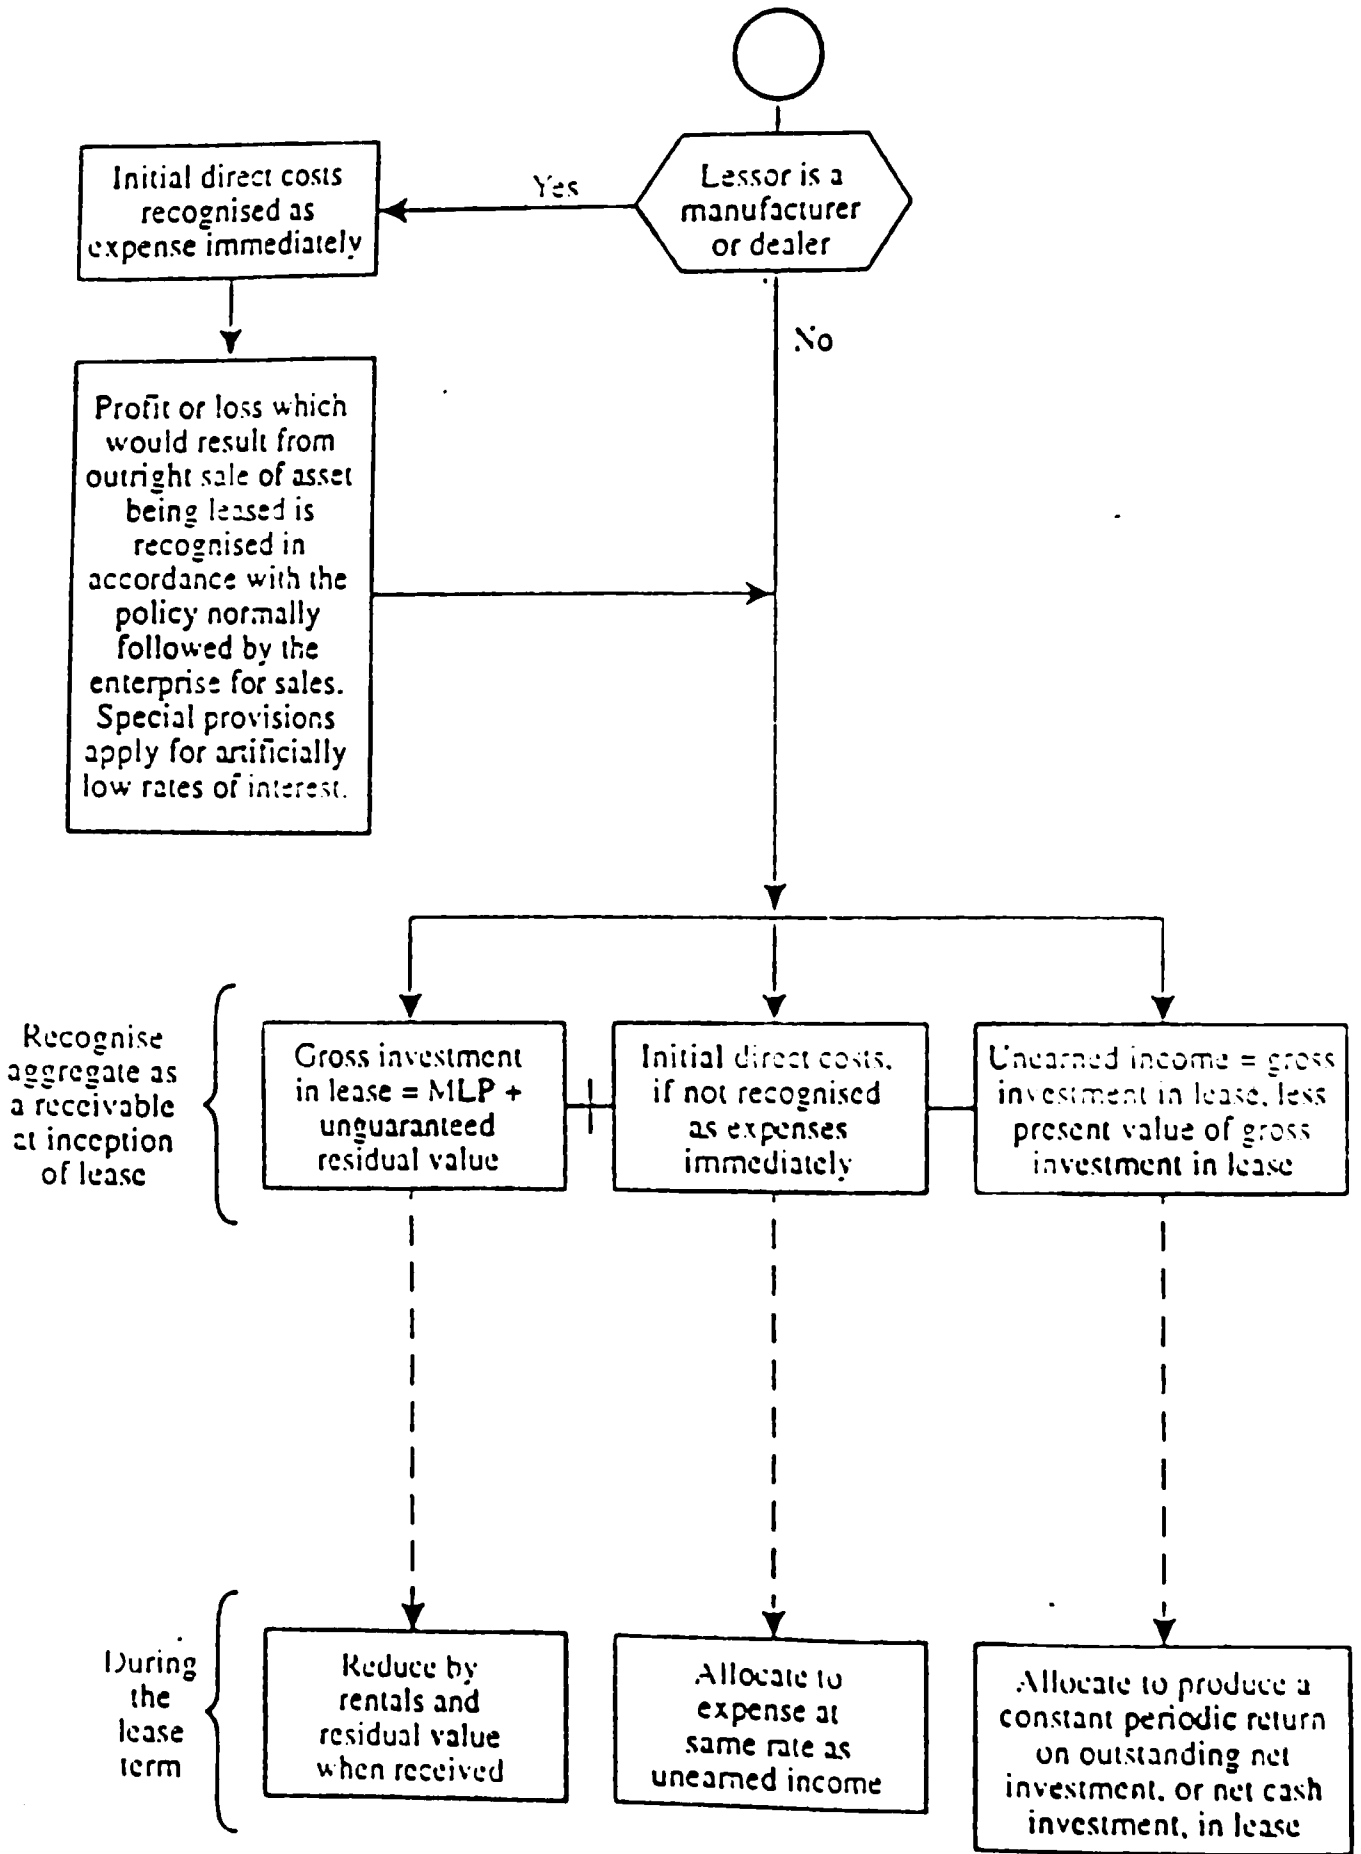 Lessor is a
manufacturer
or dealer
Yes
Initial direct costs
recognised as
expense immediately
No
Profit or loss which
would result from
outright sale of asset
being leased is
recognised in
accordance with the
policy normally
followed by the
enterprise for sales.
Special provisions
apply for artificially
low rates of interest.
Recognise
aggregate as
a receivable
at inception
of lease
Gross investment
in lease = MLP +
unguaranteed
residual value
+
Initial direct costs,
if not recognised
as expenses
immediately
—
Unearned income = gross
investment in lease, less
present value of gross
investment in lease
During
the
lease
term
Reduce by
rentals and
residual value
when received
Allocate to
expense at
same rate as
unearned income
Allocate to produce a
constant periodic return
on outstanding net
investment, or net cash
investment, in lease